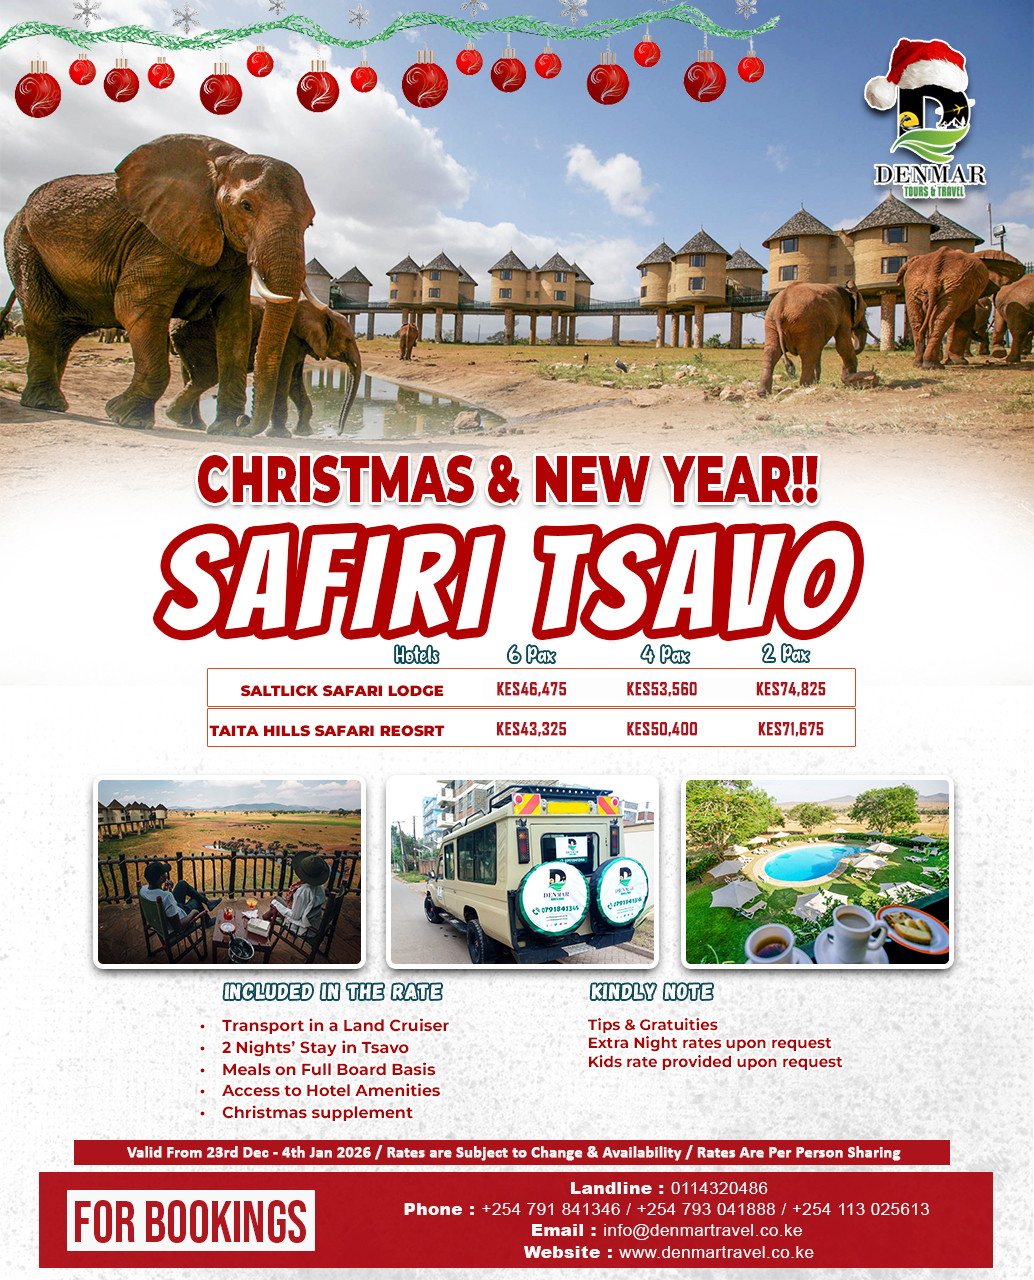 DENMAR
TOURS & TRAVEL
CHRISTMAS & NEW YEAR!!
SAFIRI TSAVO
Hotels 6 Pax 4 Pax 2 Pax
SALTLICK SAFARI LODGE KES46,475 KES53,560 KES74,825
TAITA HILLS SAFARI REOSRT KES43,325 KES50,400 KES71,675
DENMAR
0791841346
DENMAR
INCLUDED IN THE RATE
• Transport in a Land Cruiser
• 2 Nights’ Stay in Tsavo
• Meals on Full Board Basis
• Access to Hotel Amenities
• Christmas supplement
KINDLY NOTE
Tips & Gratuities
Extra Night rates upon request
Kids rate provided upon request
Valid From 23rd Dec - 4th Jan 2026 / Rates are Subject to Change & Availability / Rates Are Per Person Sharing
FOR BOOKINGS
Landline : 0114320486
Phone : +254 791 841346 / +254 793 041888 / +254 113 025613
Email : info@denmartravel.co.ke
Website : www.denmartravel.co.ke